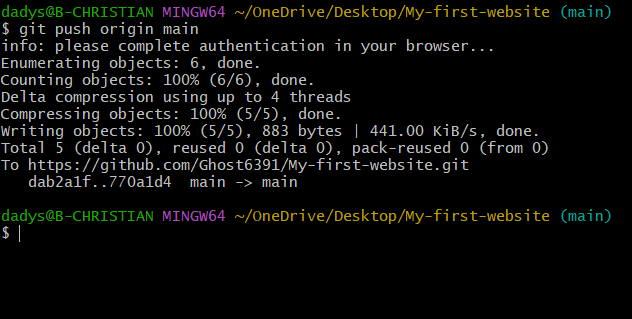 dadys@B-CHRISTIAN MINGW64 ~/OneDrive/Desktop/My-first-website (main)
$ git push origin main
info: please complete authentication in your browser...
Enumerating objects: 6, done.
Counting objects: 100% (6/6), done.
Delta compression using up to 4 threads
Compressing objects: 100% (5/5), done.
Writing objects: 100% (5/5), 883 bytes | 441.00 KiB/s, done.
Total 5 (delta 0), reused 0 (delta 0), pack-reused 0 (from 0)
To https://github.com/Ghost6391/My-first-website.git
   dab2a1f..770a1d4  main -> main
dadys@B-CHRISTIAN MINGW64 ~/OneDrive/Desktop/My-first-website (main)
$